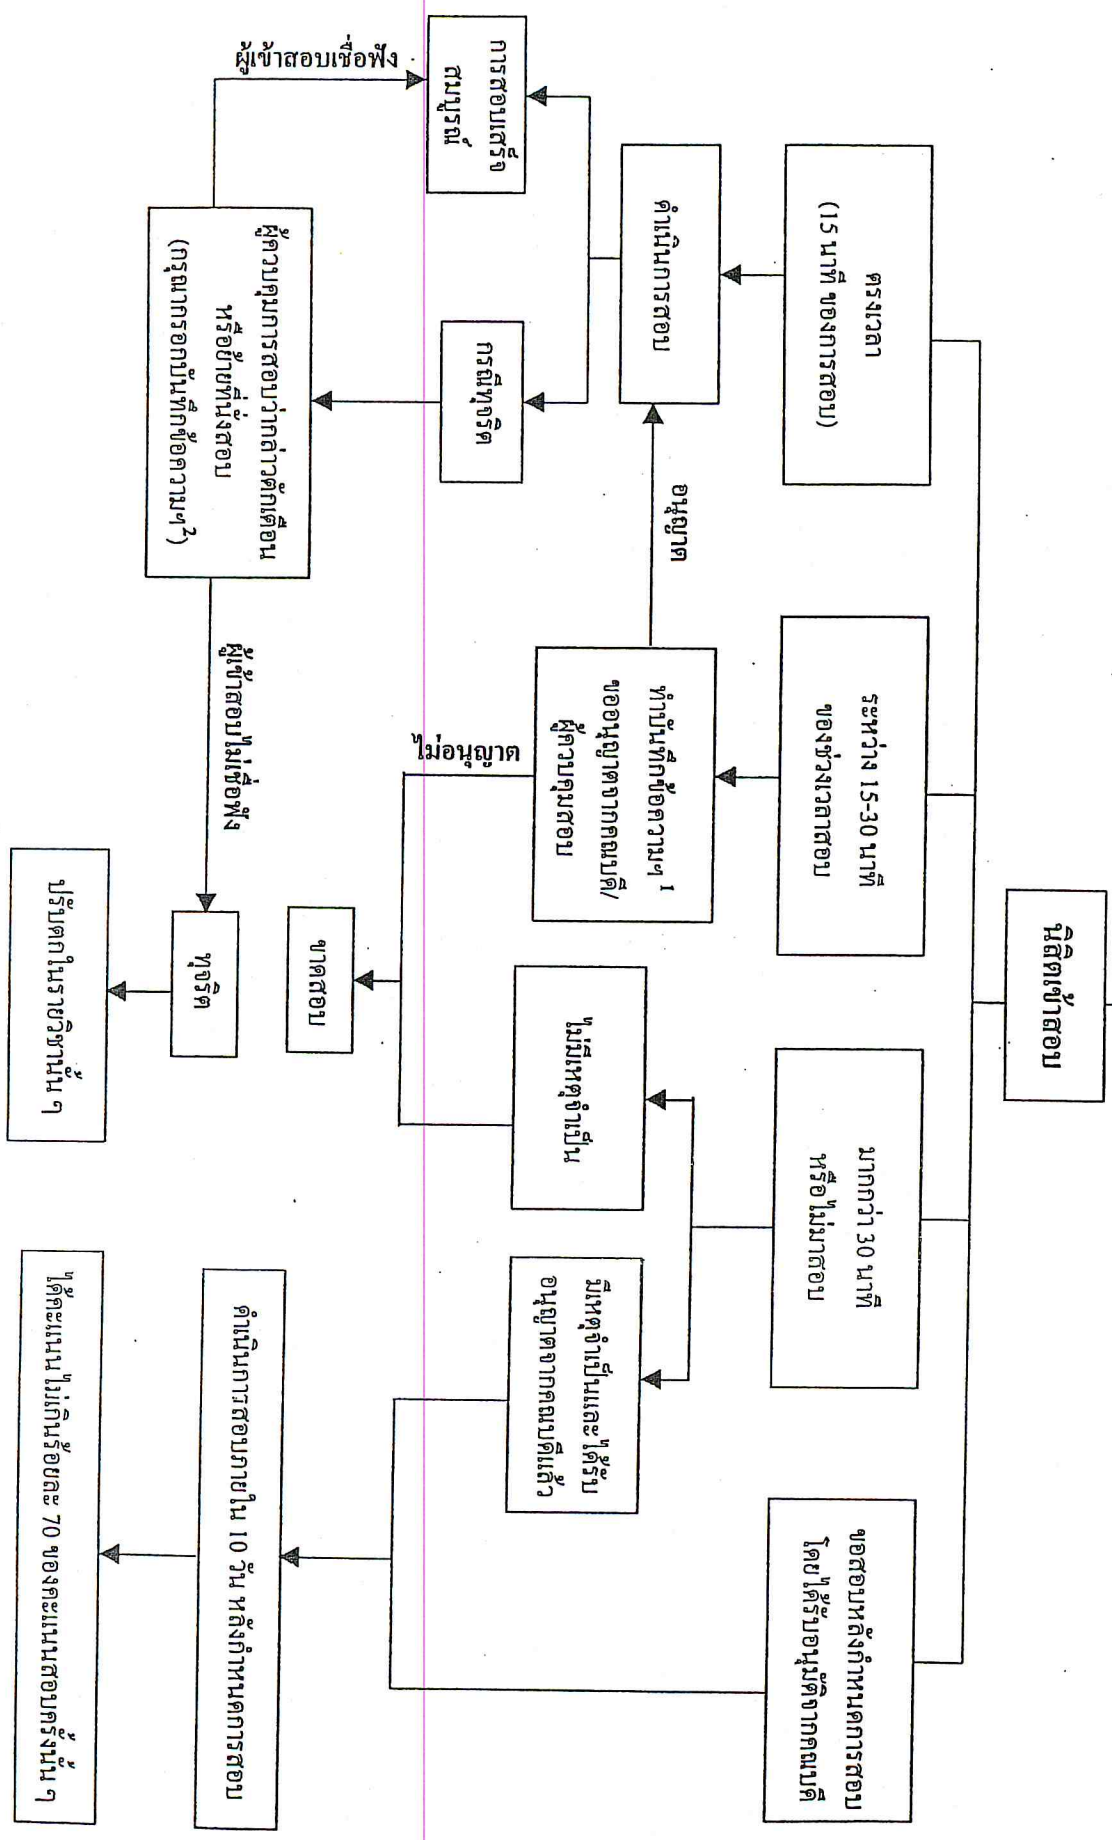 นิสิตเข้าสอบ
ตรงเวลา
(15 นาที ของการสอบ)
ระหว่าง 15-30 นาที
ของช่วงเวลาสอบ
มากกว่า 30 นาที
หรือไม่มาสอบ
ขอสอบหลังกำหนดการสอบ
โดยได้รับอนุมัติจากคณบดี
ดำเนินการสอบ
อนุญาต
ทำบันทึกข้อความฯ 1
ขออนุญาตจากคณบดี/
ผู้ควบคุมสอบ
ไม่มีเหตุจำเป็น
มีเหตุจำเป็นและได้รับ
อนุญาตจากคณบดีแล้ว
การสอบเสร็จ
สมบูรณ์
กรณีทุจริต
ไม่อนุญาต
ผู้เข้าสอบเชื่อฟัง
ผู้ควบคุมการสอบว่ากล่าวตักเตือน
หรือย้ายที่นั่งสอบ
(กรุณากรอกบันทึกข้อความฯ2)
ผู้เข้าสอบไม่เชื่อฟัง
ขาดสอบ
ดำเนินการสอบภายใน 10 วัน หลังกำหนดการสอบ
ทุจริต
ปรับตกในรายวิชานั้น ๆ
ได้คะแนนไม่เกินร้อยละ 70 ของคะแนนสอบครั้งนั้น ๆ